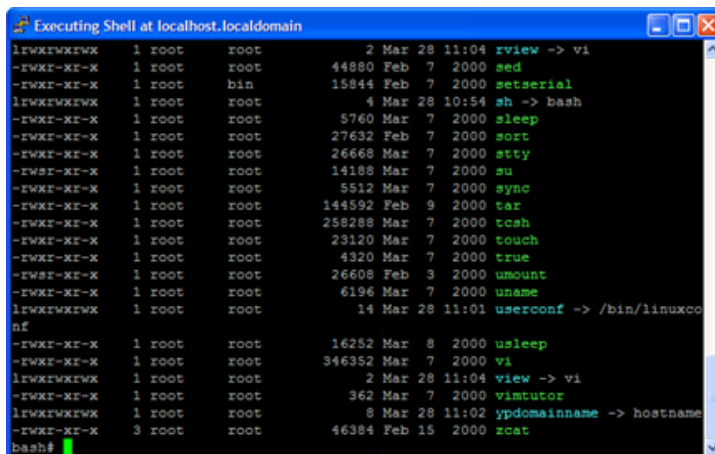 Executing Shell at localhost.localdomain
lrwxrwxrwx 1 root root 2 Mar 28 11:04 rview -> vi
-rwxr-xr-x 1 root root 44880 Feb 7 2000 sed
-rwxr-xr-x 1 root bin 15844 Feb 7 2000 setserial
lrwxrwxrwx 1 root root 4 Mar 28 10:54 sh -> bash
-rwxr-xr-x 1 root root 5760 Mar 7 2000 sleep
-rwxr-xr-x 1 root root 27632 Feb 7 2000 sort
-rwxr-xr-x 1 root root 26668 Mar 7 2000 stty
-rwsr-xr-x 1 root root 14188 Mar 7 2000 su
-rwxr-xr-x 1 root root 5512 Mar 7 2000 sync
-rwxr-xr-x 1 root root 144592 Feb 9 2000 tar
-rwxr-xr-x 1 root root 258288 Mar 7 2000 tcsh
-rwxr-xr-x 1 root root 23120 Mar 7 2000 touch
-rwxr-xr-x 1 root root 4320 Mar 7 2000 true
-rwsr-xr-x 1 root root 26608 Feb 3 2000 umount
-rwxr-xr-x 1 root root 6196 Mar 7 2000 uname
lrwxrwxrwx 1 root root 14 Mar 28 11:01 userconf -> /bin/linuxco
nf
-rwxr-xr-x 1 root root 16252 Mar 8 2000 usleep
-rwxr-xr-x 1 root root 346352 Mar 7 2000 vi
lrwxrwxrwx 1 root root 2 Mar 28 11:04 view -> vi
-rwxr-xr-x 1 root root 362 Mar 7 2000 vimtutor
lrwxrwxrwx 1 root root 8 Mar 28 11:02 ypdomainname -> hostname
-rwxr-xr-x 3 root root 46384 Feb 15 2000 zcat
bash#